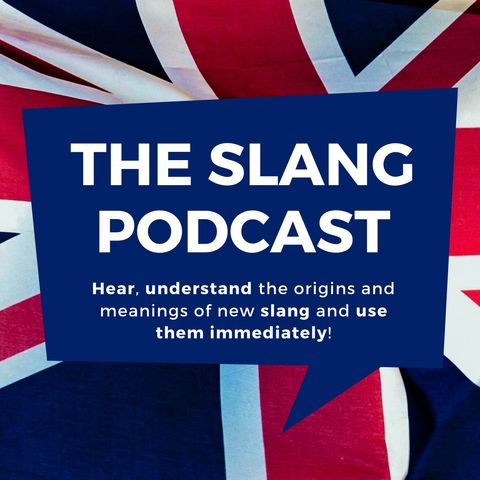 THE SLANG
PODCAST
Hear, understand the origins and
meanings of new slang and use
them immediately!